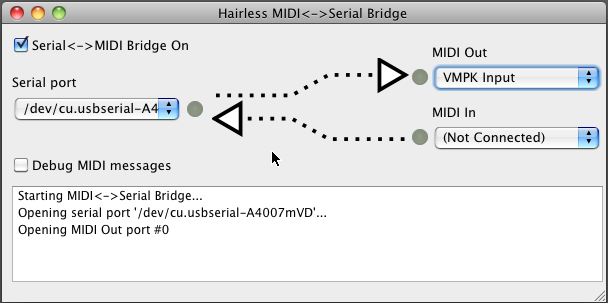 Hairless MIDI<->Serial Bridge
Serial<->MIDI Bridge On
MIDI Out
VMPK Input
Serial port
/dev/cu.usbserial-A4
MIDI In
(Not Connected)
Debug MIDI messages
Starting MIDI<->Serial Bridge...
Opening serial port '/dev/cu.usbserial-A4007mVD'...
Opening MIDI Out port #0